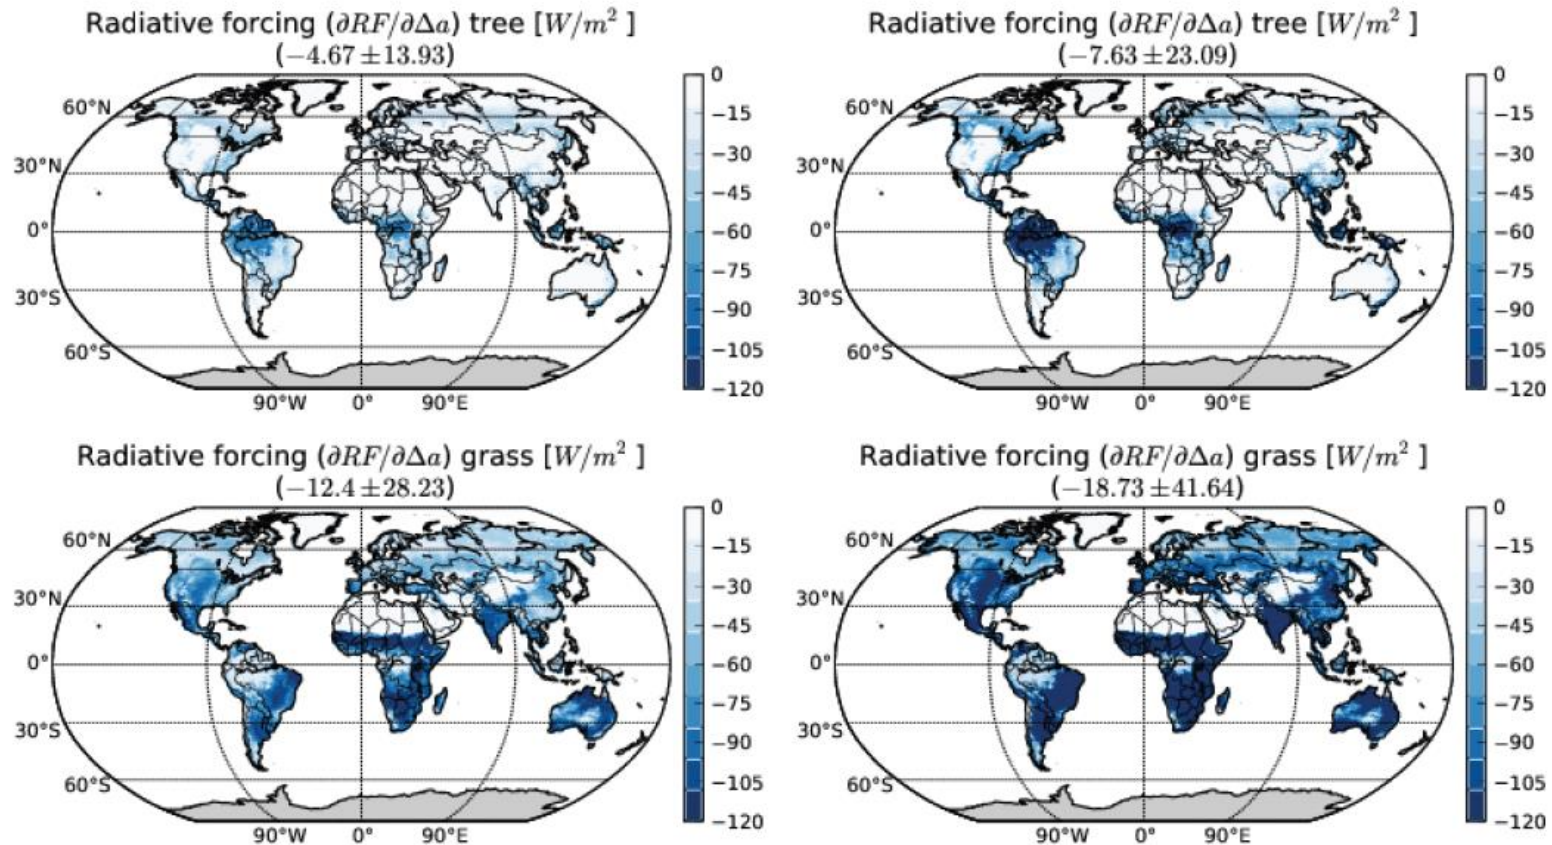 Radiative forcing (∂RF/∂Δa) tree [W/m² ]
(−4.67±13.93)
60°N
30°N
0°
30°S
60°S
90°W 0° 90°E
0
−15
−30
−45
−60
−75
−90
−105
−120
Radiative forcing (∂RF/∂Δa) tree [W/m² ]
(−7.63±23.09)
60°N
30°N
0°
30°S
60°S
90°W 0° 90°E
0
−15
−30
−45
−60
−75
−90
−105
−120
Radiative forcing (∂RF/∂Δa) grass [W/m² ]
(−12.4±28.23)
60°N
30°N
0°
30°S
60°S
90°W 0° 90°E
0
−15
−30
−45
−60
−75
−90
−105
−120
Radiative forcing (∂RF/∂Δa) grass [W/m² ]
(−18.73±41.64)
60°N
30°N
0°
30°S
60°S
90°W 0° 90°E
0
−15
−30
−45
−60
−75
−90
−105
−120